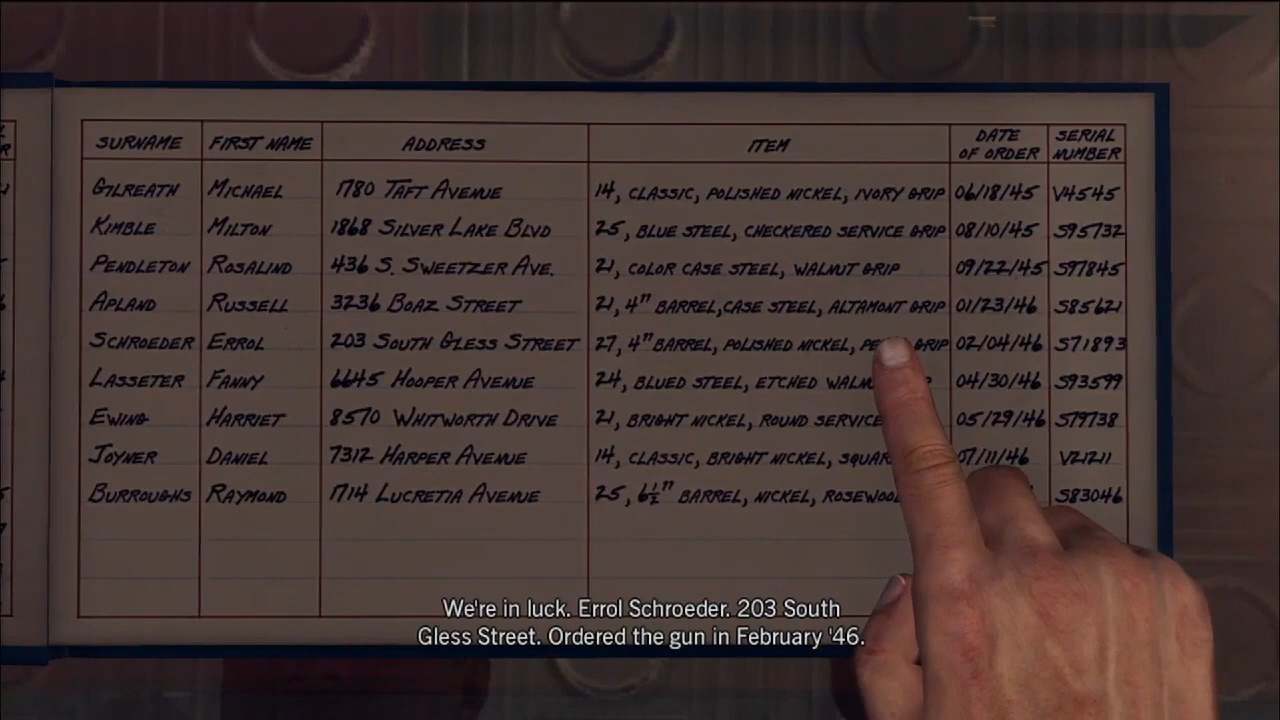 SURNAME FIRST NAME ADDRESS ITEM DATE OF ORDER SERIAL NUMBER
GILREATH MICHAEL 1780 TAFT AVENUE 14, CLASSIC, POLISHED NICKEL, IVORY GRIP 06/18/45 V4545
KIMBLE MILTON 1868 SILVER LAKE BLVD 25, BLUE STEEL, CHECKERED SERVICE GRIP 08/10/45 S95732
PENDLETON ROSALIND 436 S. SWEETZER AVE. 21, COLOR CASE STEEL, WALNUT GRIP 09/22/45 S97845
APLAND RUSSELL 3236 BOAZ STREET 21, 4" BARREL, CASE STEEL, ALTAMONT GRIP 01/23/46 S85621
SCHROEDER ERROL 203 SOUTH GLESS STREET 27, 4" BARREL, POLISHED NICKEL, GRIP 02/04/46 S71893
LASSETER FANNY 6645 HOOPER AVENUE 24, BLUED STEEL, ETCHED 04/30/46 S93599
EWING HARRIET 8570 WHITWORTH DRIVE 21, BRIGHT NICKEL, ROUND SERVICE 05/29/46 S79738
JOYNER DANIEL 7312 HARPER AVENUE 14, CLASSIC, BRIGHT NICKEL, 07/11/46 V21211
BURROUGHS RAYMOND 1714 LUCRETIA AVENUE 25, 6½" BARREL, NICKEL, S83046
We're in luck. Errol Schroeder. 203 South
Gless Street. Ordered the gun in February '46.